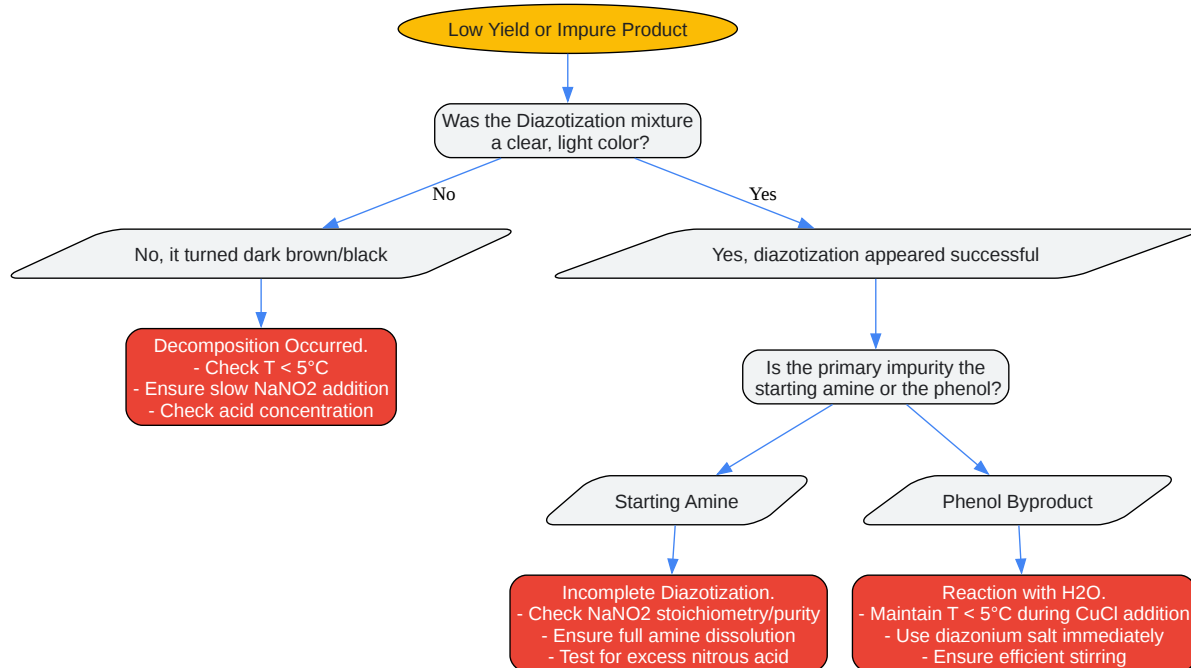 Low Yield or Impure Product
Was the Diazotization mixture
a clear, light color?
No
Yes
No, it turned dark brown/black
Yes, diazotization appeared successful
Decomposition Occurred.
- Check T < 5°C
- Ensure slow NaNO2 addition
- Check acid concentration
Is the primary impurity the
starting amine or the phenol?
Starting Amine
Phenol Byproduct
Incomplete Diazotization.
- Check NaNO2 stoichiometry/purity
- Ensure full amine dissolution
- Test for excess nitrous acid
Reaction with H2O.
- Maintain T < 5°C during CuCl addition
- Use diazonium salt immediately
- Ensure efficient stirring